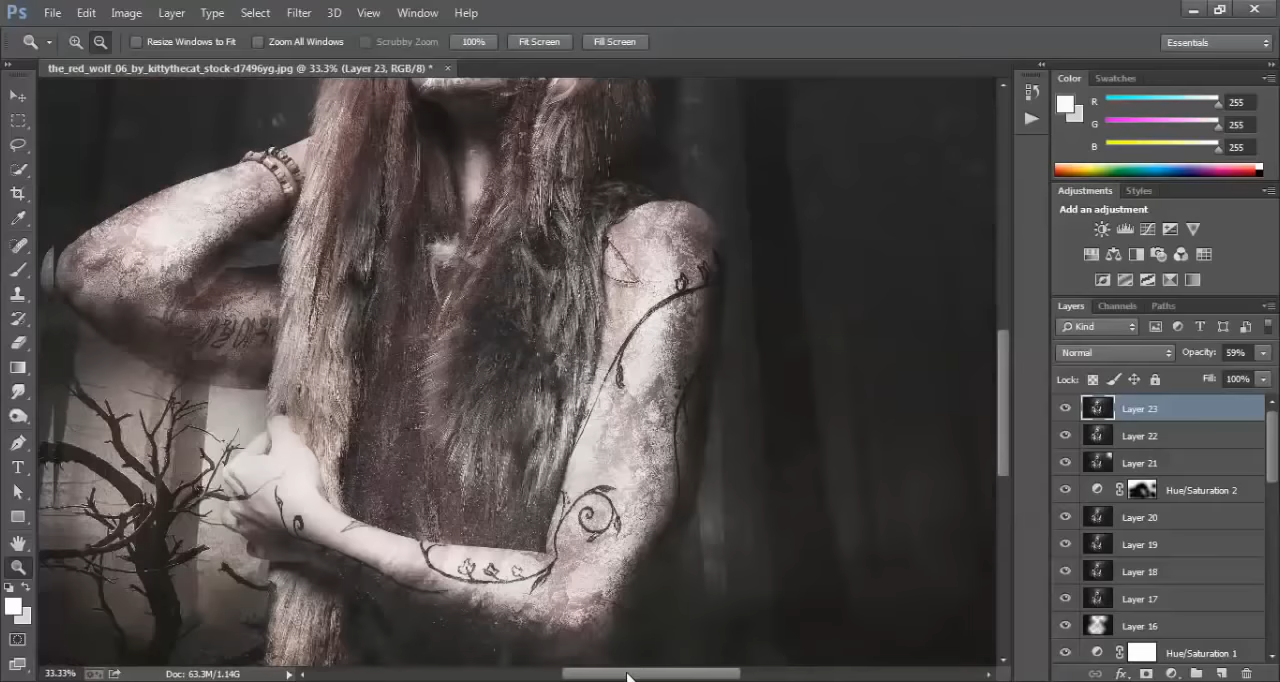 Ps File Edit Image Layer Type Select Filter 3D View Window Help
Resize Windows to Fit Zoom All Windows Scrubby Zoom 100% Fit Screen Fill Screen Essentials
the_red_wolf_06_by_kittythecat_stock-d7496yg.jpg @ 33.3% (Layer 23, RGB/8) *
Color Swatches
R 255
G 255
B 255
Adjustments Styles
Add an adjustment
Layers Channels Paths
Kind
Normal Opacity: 59%
Lock: Fill: 100%
Layer 23
Layer 22
Layer 21
Hue/Saturation 2
Layer 20
Layer 19
Layer 18
Layer 17
Layer 16
Hue/Saturation 1
33.33% Doc: 63.3M/1.14G